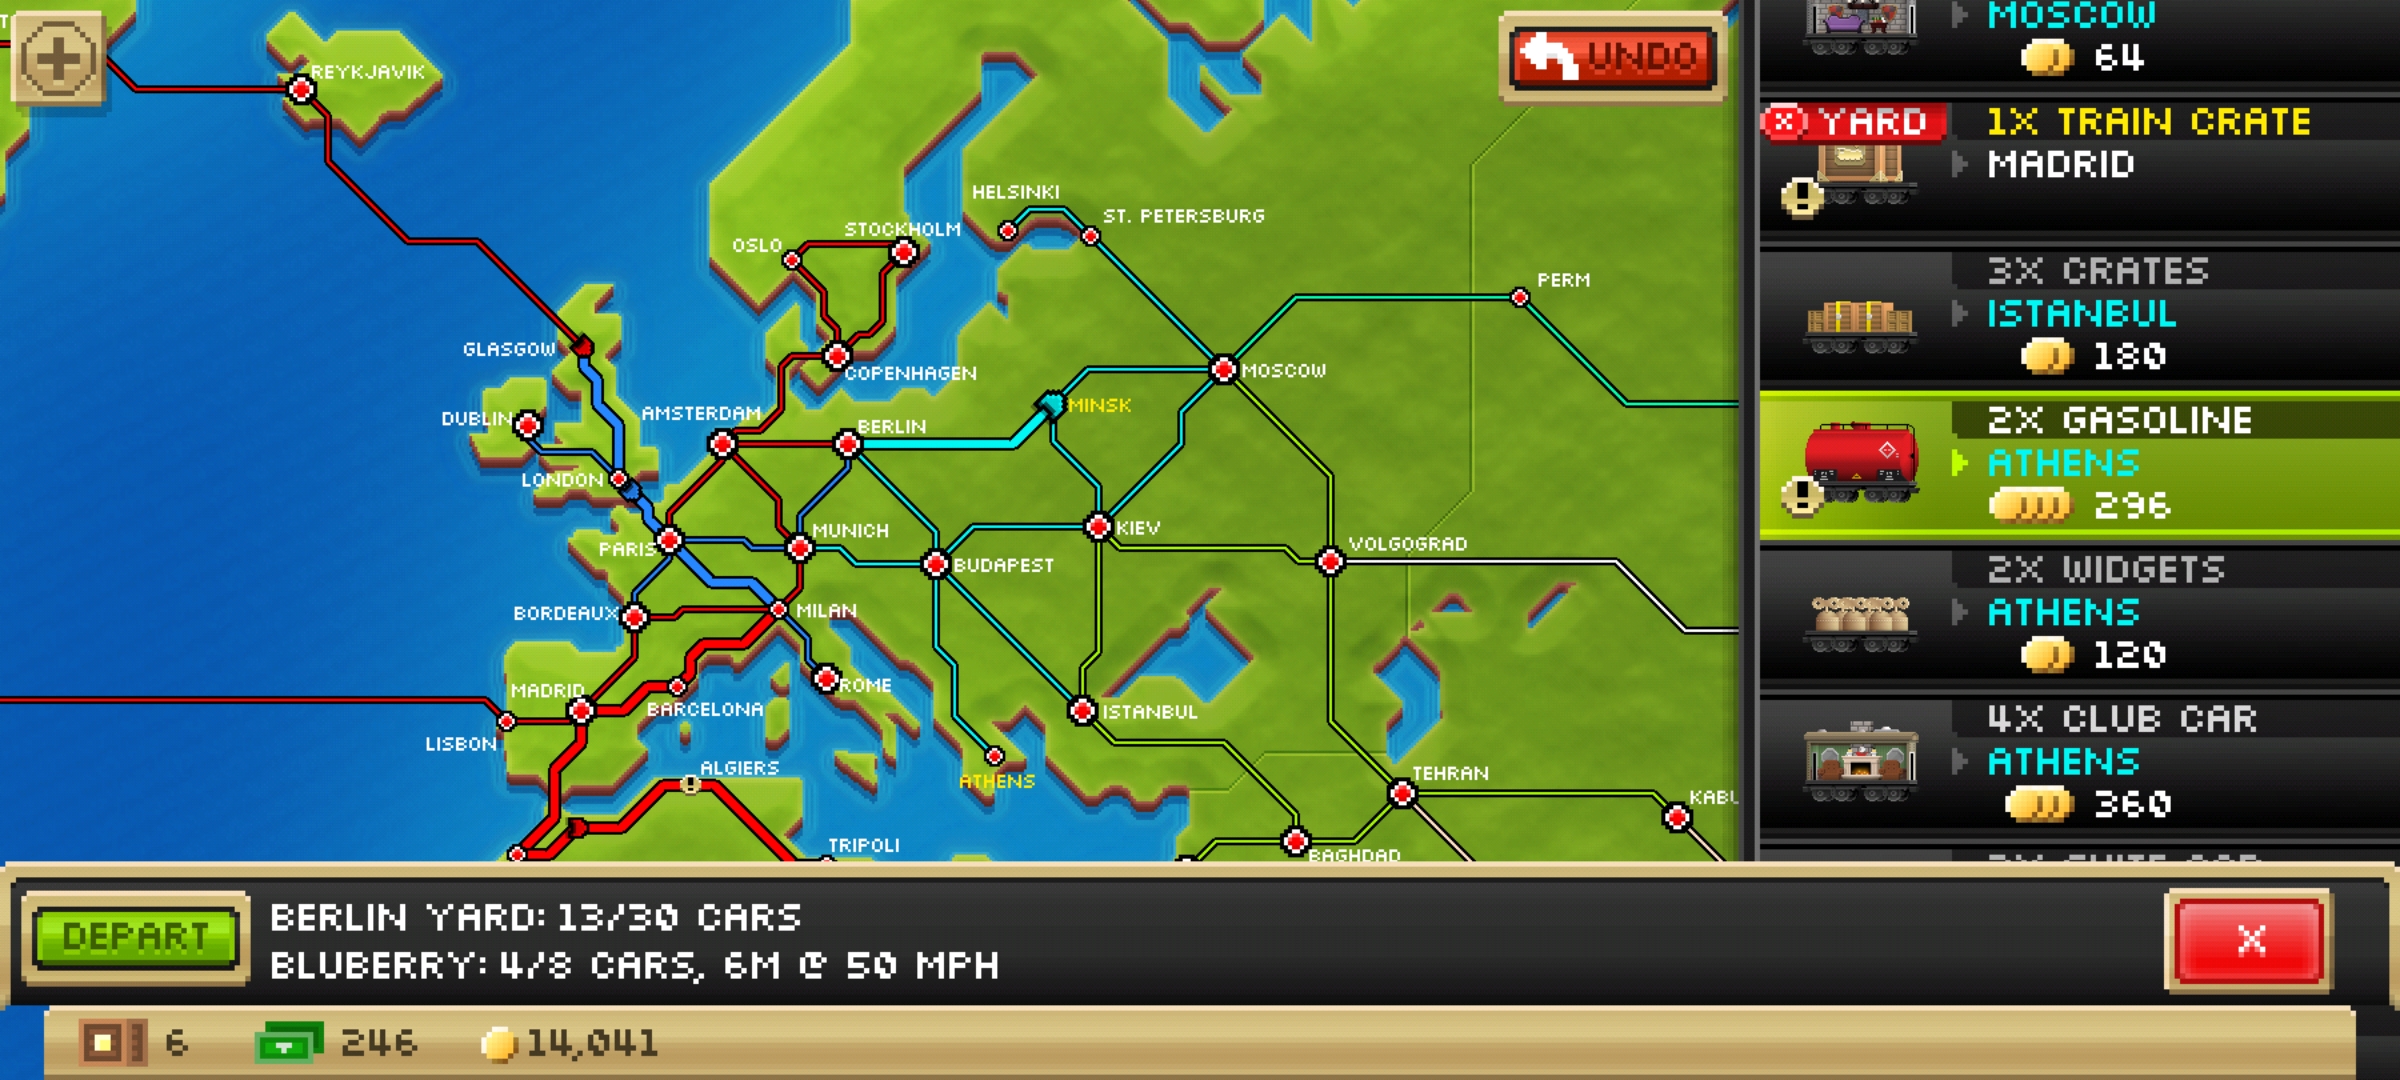 REYKJAVIK
UNDO
HELSINKI
ST. PETERSBURG
STOCKHOLM
OSLO
PERM
GLASGOW
COPENHAGEN
MOSCOW
DUBLIN
AMSTERDAM
BERLIN
MINSK
LONDON
PARIS
MUNICH
KIEV
VOLGOGRAD
BUDAPEST
BORDEAUX
MILAN
MADRID
ROME
BARCELONA
ISTANBUL
LISBON
ALGIERS
ATHENS
TEHRAN
KABU
TRIPOLI
BAGHDAD
MOSCOW
64
YARD
1X TRAIN CRATE
MADRID
3X CRATES
ISTANBUL
180
2X GASOLINE
ATHENS
296
2X WIDGETS
ATHENS
120
4X CLUB CAR
ATHENS
360
DEPART
BERLIN YARD: 13/30 CARS
BLUBERRY: 4/8 CARS, 6M @ 50 MPH
X
6
246
14,041